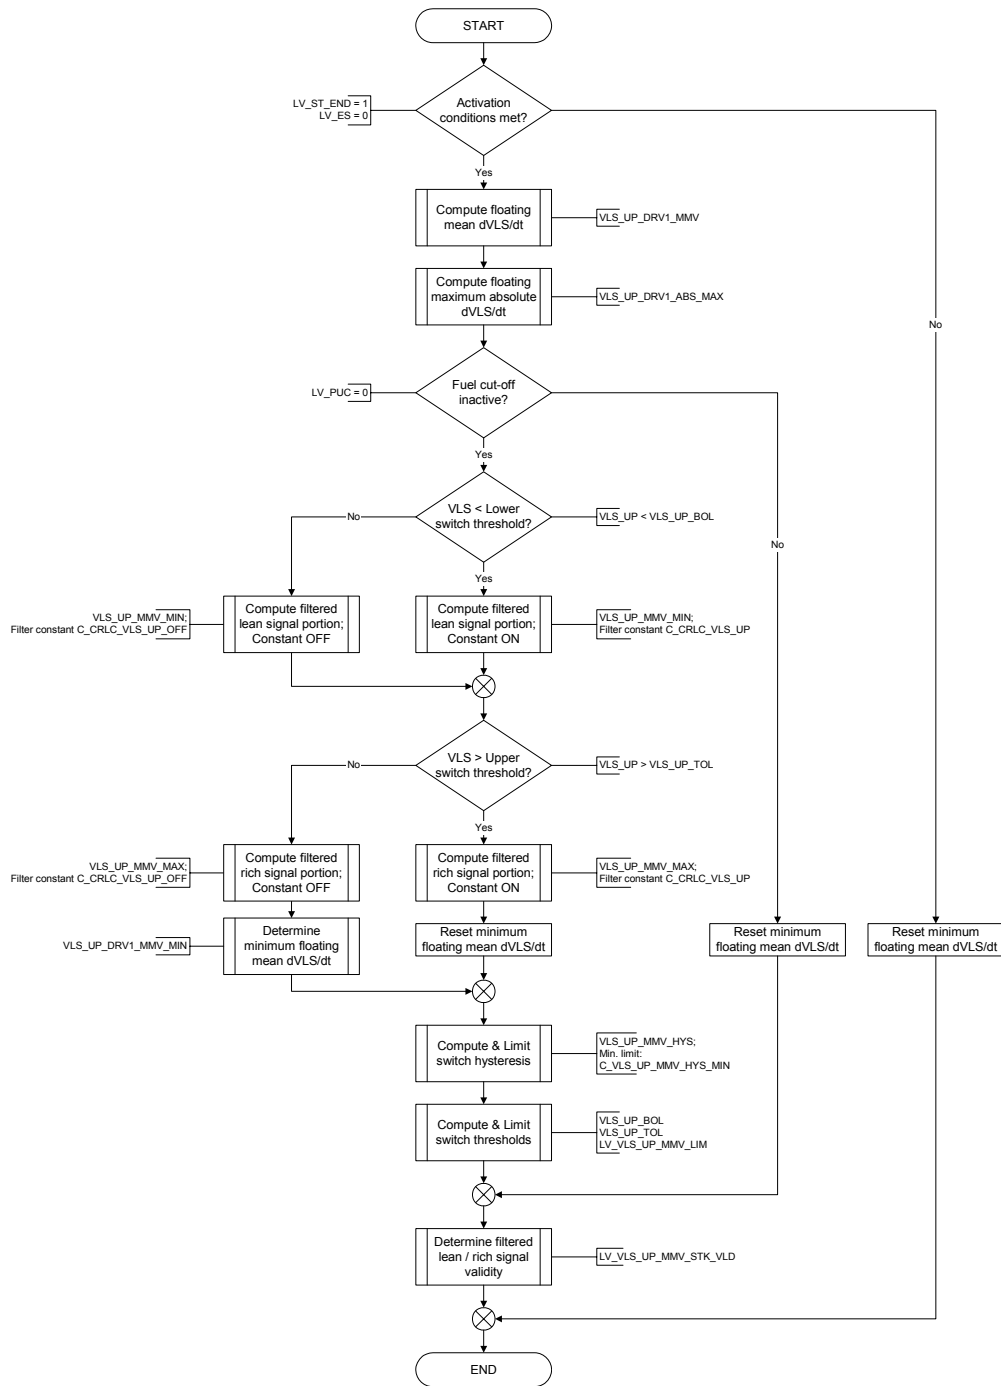 START
LV_ST_END = 1
LV_ES = 0
Activation
conditions met?
Yes
Compute floating
mean dVLS/dt
VLS_UP_DRV1_MMV
Compute floating
maximum absolute
dVLS/dt
VLS_UP_DRV1_ABS_MAX
No
LV_PUC = 0
Fuel cut-off
inactive?
Yes
No
VLS < Lower
switch threshold?
VLS_UP < VLS_UP_BOL
No
Yes
VLS_UP_MMV_MIN;
Filter constant C_CRLC_VLS_UP_OFF
Compute filtered
lean signal portion;
Constant OFF
Compute filtered
lean signal portion;
Constant ON
VLS_UP_MMV_MIN;
Filter constant C_CRLC_VLS_UP
No
VLS > Upper
switch threshold?
VLS_UP > VLS_UP_TOL
Yes
VLS_UP_MMV_MAX;
Filter constant C_CRLC_VLS_UP_OFF
Compute filtered
rich signal portion;
Constant OFF
Compute filtered
rich signal portion;
Constant ON
VLS_UP_MMV_MAX;
Filter constant C_CRLC_VLS_UP
VLS_UP_DRV1_MMV_MIN
Determine
minimum floating
mean dVLS/dt
Reset minimum
floating mean dVLS/dt
Reset minimum
floating mean dVLS/dt
Reset minimum
floating mean dVLS/dt
Compute & Limit
switch hysteresis
VLS_UP_MMV_HYS;
Min. limit:
C_VLS_UP_MMV_HYS_MIN
Compute & Limit
switch thresholds
VLS_UP_BOL
VLS_UP_TOL
LV_VLS_UP_MMV_LIM
Determine filtered
lean / rich signal
validity
LV_VLS_UP_MMV_STK_VLD
END